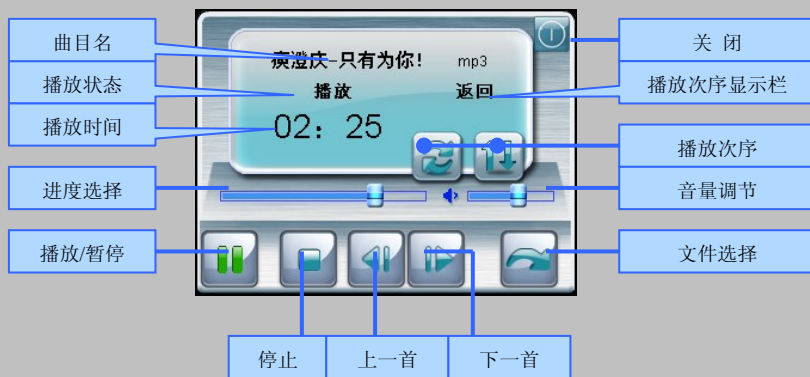 曲目名
播放状态
播放时间
进度选择
播放/暂停
庾澄庆-只有为你! mp3
播放 返回
02: 25
关 闭
播放次序显示栏
播放次序
音量调节
文件选择
停止
上一首
下一首